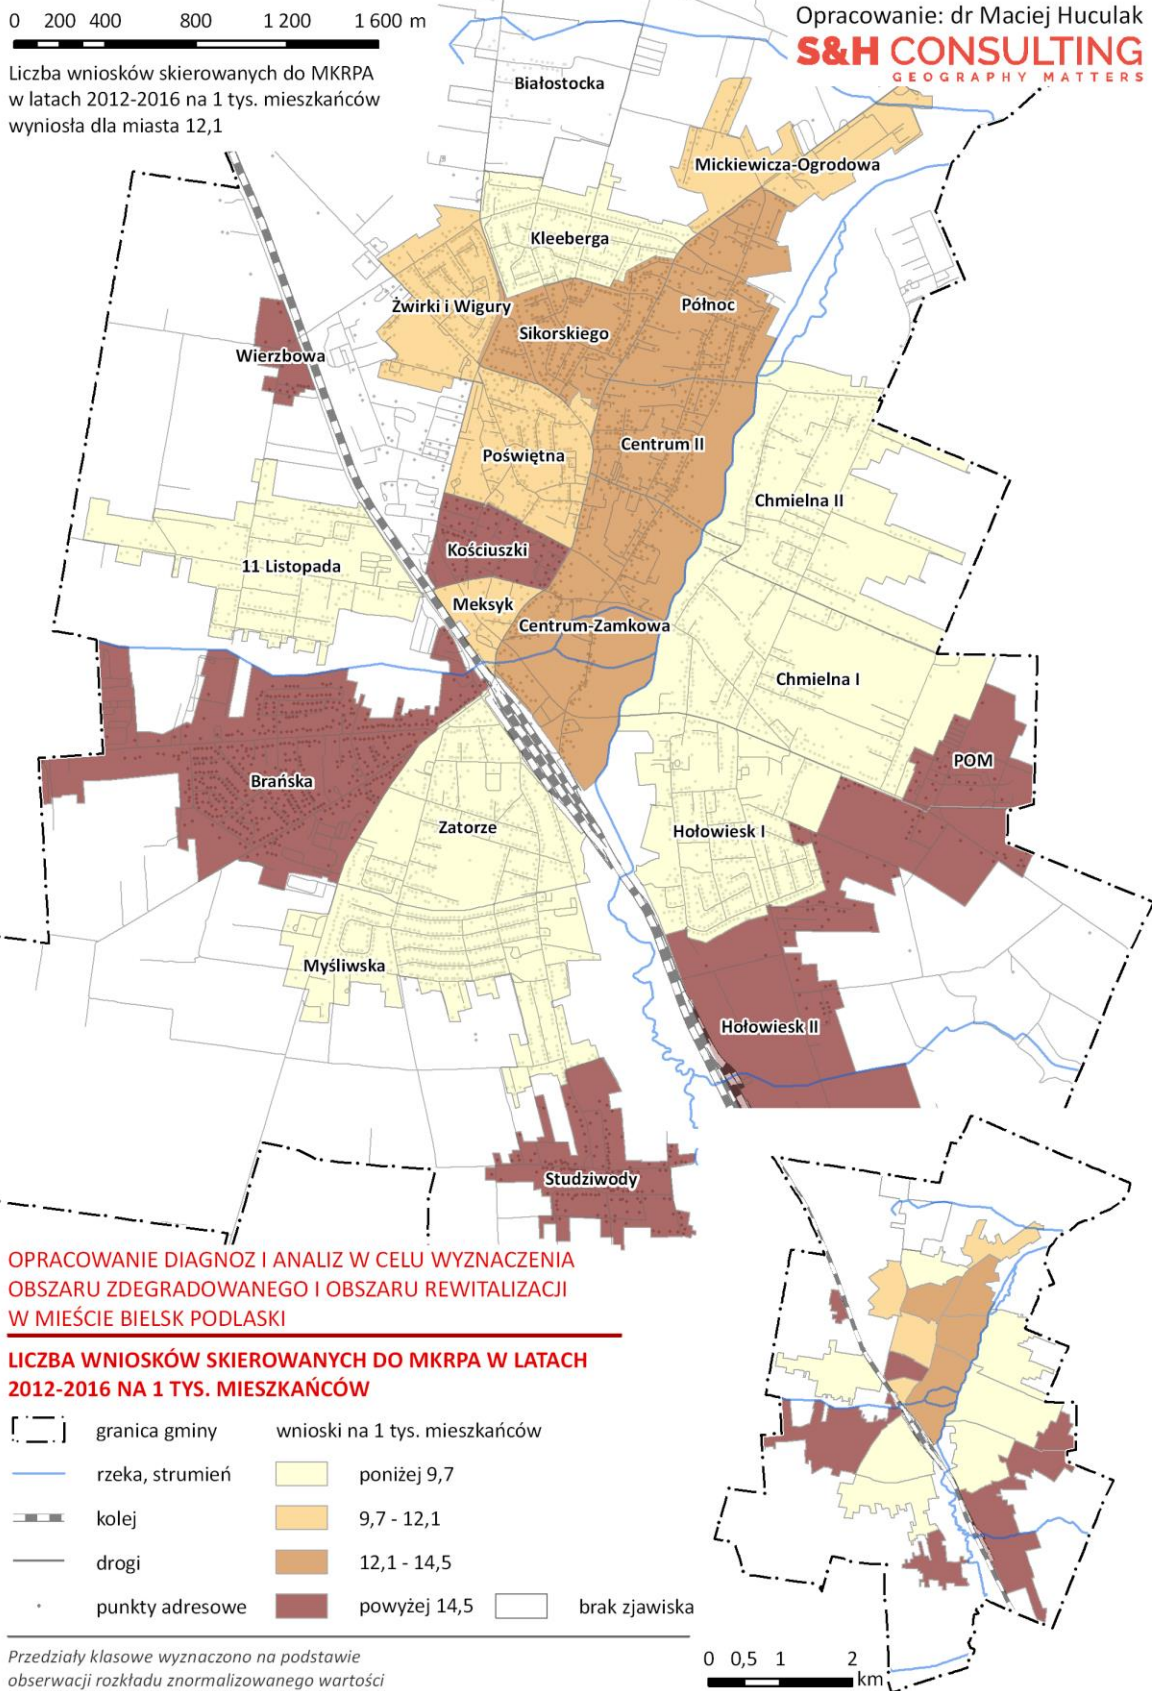 0 200 400 800 1 200 1 600 m
Liczba wniosków skierowanych do MKRPA
w latach 2012-2016 na 1 tys. mieszkańców
wyniosła dla miasta 12,1
Opracowanie: dr Maciej Huculak
S&H CONSULTING
GEOGRAPHY MATTERS
Białostocka
Mickiewicza-Ogrodowa
Kleeberga
Żwirki i Wigury
Północ
Sikorskiego
Wierzbowa
Centrum II
Poświętna
Chmielna II
Kościuszki
11 Listopada
Meksyk
Centrum-Zamkowa
Chmielna I
POM
Brańska
Zatorze
Hołowiesk I
Myśliwska
Hołowiesk II
Studziwody
OPRACOWANIE DIAGNOZ I ANALIZ W CELU WYZNACZENIA
OBSZARU ZDEGRADOWANEGO I OBSZARU REWITALIZACJI
W MIEŚCIE BIELSK PODLASKI
LICZBA WNIOSKÓW SKIEROWANYCH DO MKRPA W LATACH
2012-2016 NA 1 TYS. MIESZKAŃCÓW
granica gminy wnioski na 1 tys. mieszkańców
rzeka, strumień poniżej 9,7
kolej 9,7 - 12,1
drogi 12,1 - 14,5
punkty adresowe powyżej 14,5 brak zjawiska
Przedziały klasowe wyznaczono na podstawie
obserwacji rozkładu znormalizowanego wartości
0 0,5 1 2
km